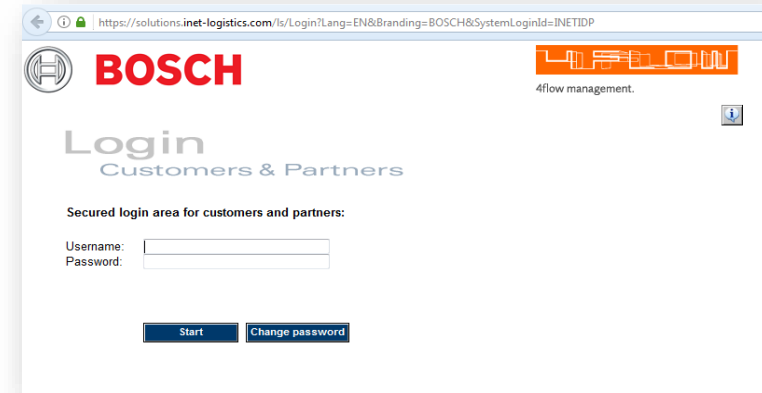 https://solutions.inet-logistics.com/ls/Login?Lang=EN&Branding=BOSCH&SystemLoginId=INETIDP
BOSCH
4FLOW
4flow management.
Login
Customers & Partners
Secured login area for customers and partners:
Username:
Password:
Start
Change password